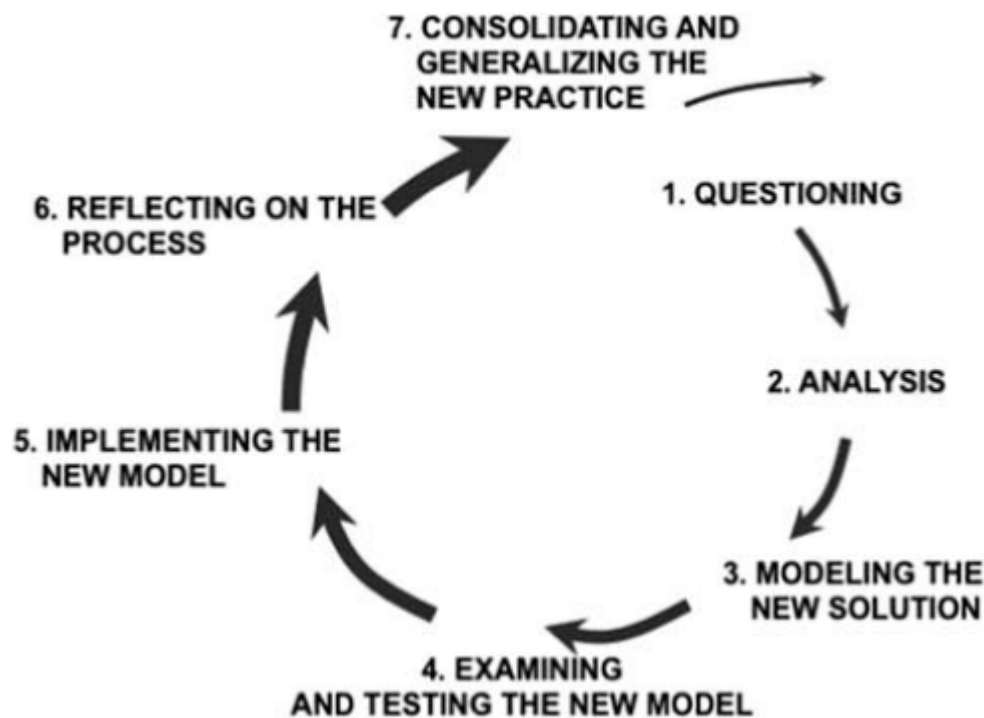 7. CONSOLIDATING AND
GENERALIZING THE
NEW PRACTICE
1. QUESTIONING
2. ANALYSIS
3. MODELING THE
NEW SOLUTION
4. EXAMINING
AND TESTING THE NEW MODEL
5. IMPLEMENTING THE
NEW MODEL
6. REFLECTING ON THE
PROCESS